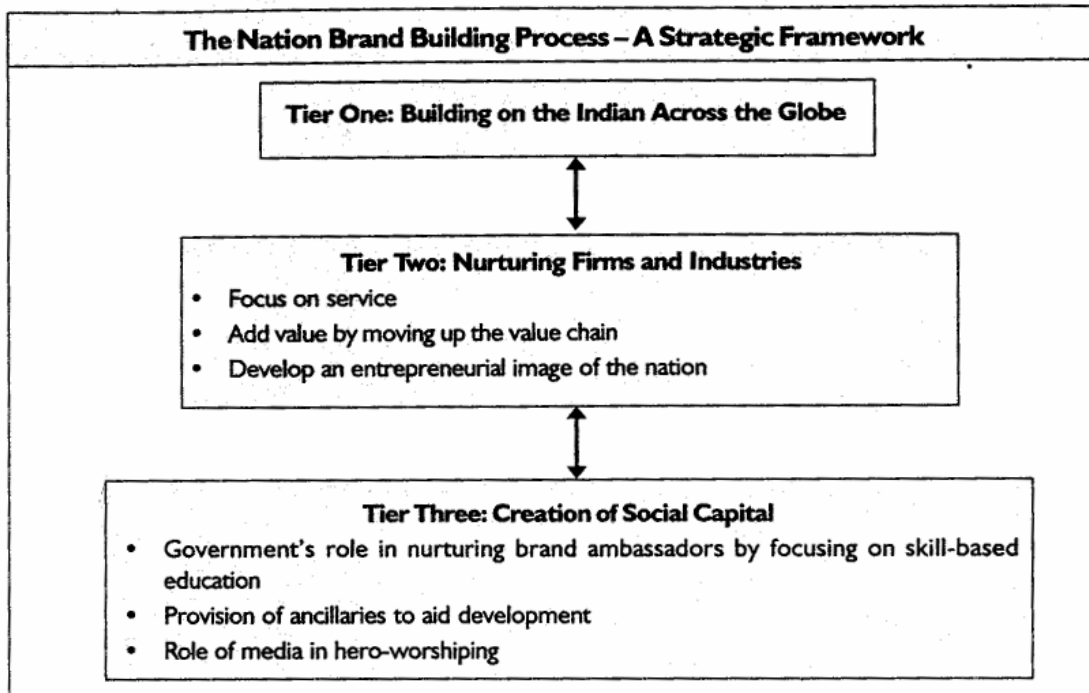 The Nation Brand Building Process – A Strategic Framework
Tier One: Building on the Indian Across the Globe
Tier Two: Nurturing Firms and Industries
• Focus on service
• Add value by moving up the value chain
• Develop an entrepreneurial image of the nation
Tier Three: Creation of Social Capital
• Government's role in nurturing brand ambassadors by focusing on skill-based
education
• Provision of ancillaries to aid development
• Role of media in hero-worshiping